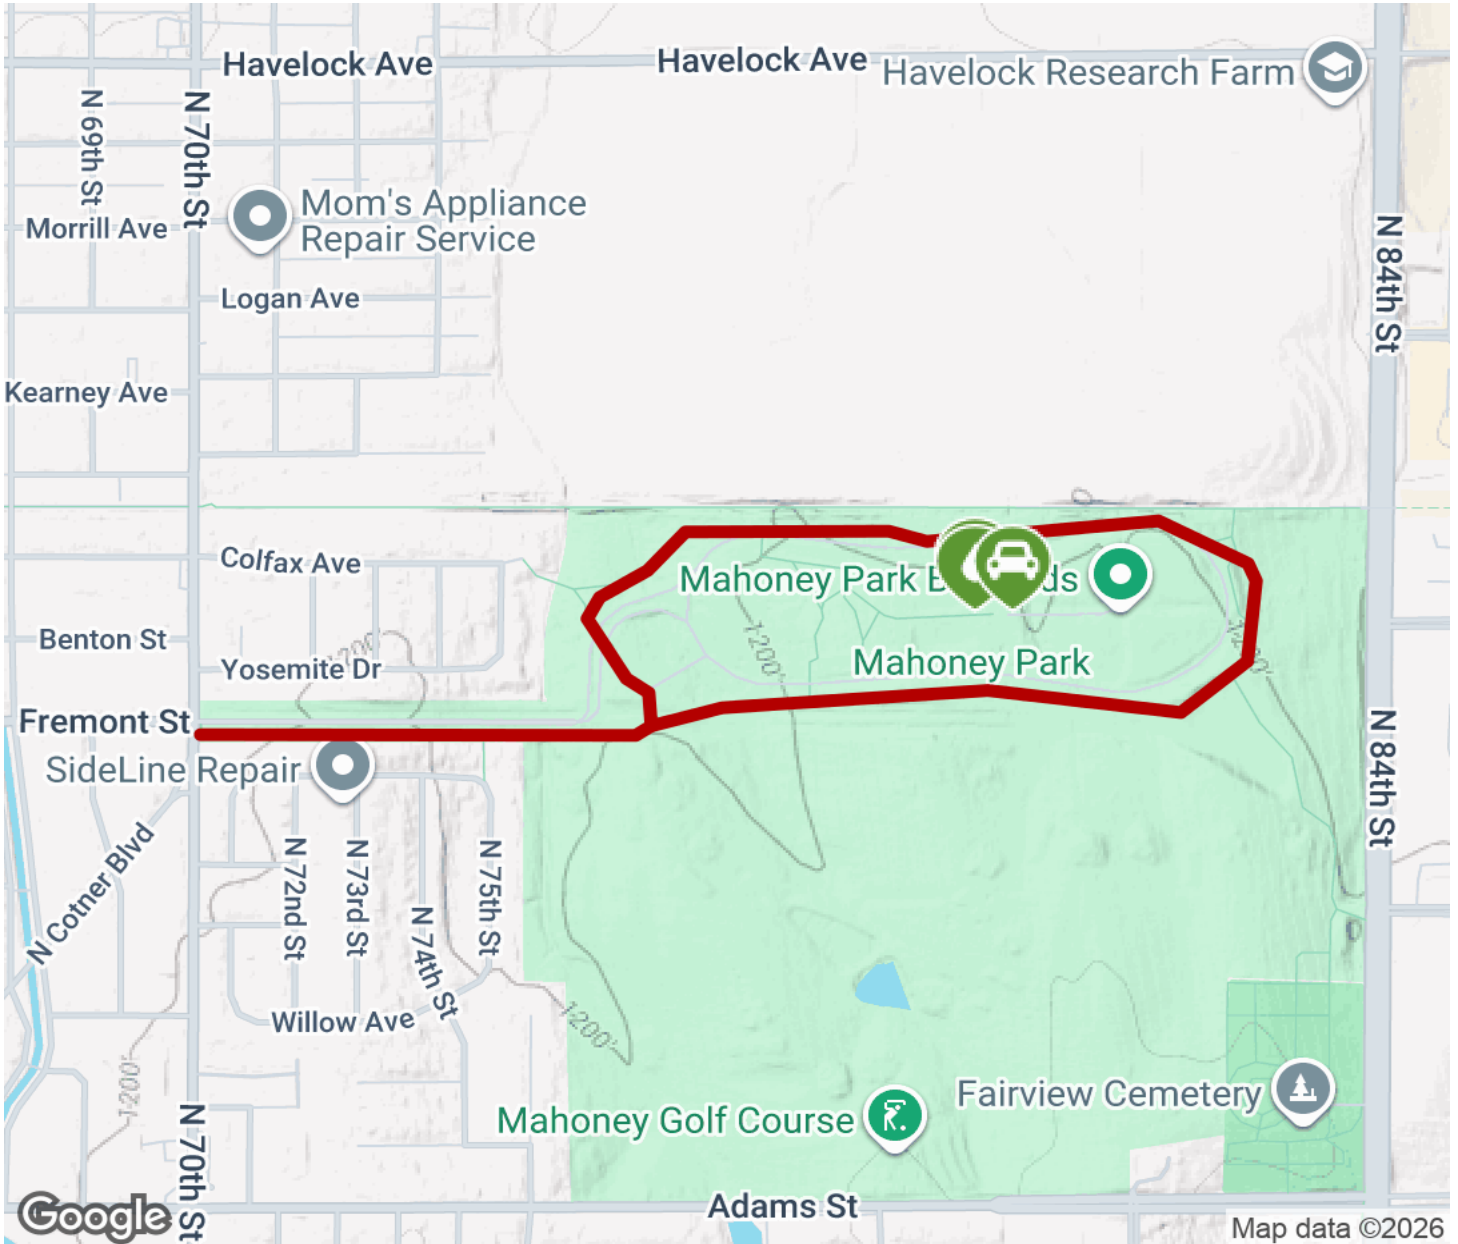 Havelock Ave
Havelock Ave
Havelock Research Farm
N 69th St
N 70th St
Mom's Appliance
Repair Service
Morrill Ave
N 84th St
Logan Ave
Kearney Ave
Colfax Ave
Mahoney Park
Benton St
1200'
1200'
Yosemite Dr
Mahoney Park
Fremont St
SideLine Repair
N 84th St
N Cotner Blvd
N 72nd St
N 73rd St
N 74th St
N 75th St
Willow Ave
1200'
1200'
Fairview Cemetery
Mahoney Golf Course
N 70th St
Adams St
Google
Map data ©2026